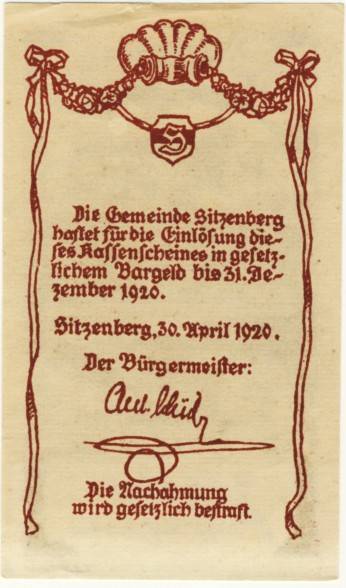 S
Die Gemeinde Sitzenberg
haftet für die Einlösung die-
ses Kassenscheines in gesetz-
lichem Bargeld bis 31. De-
zember 1920.
Sitzenberg, 30. April 1920.
Der Bürgermeister:
Die Nachahmung
wird gesetzlich bestraft.